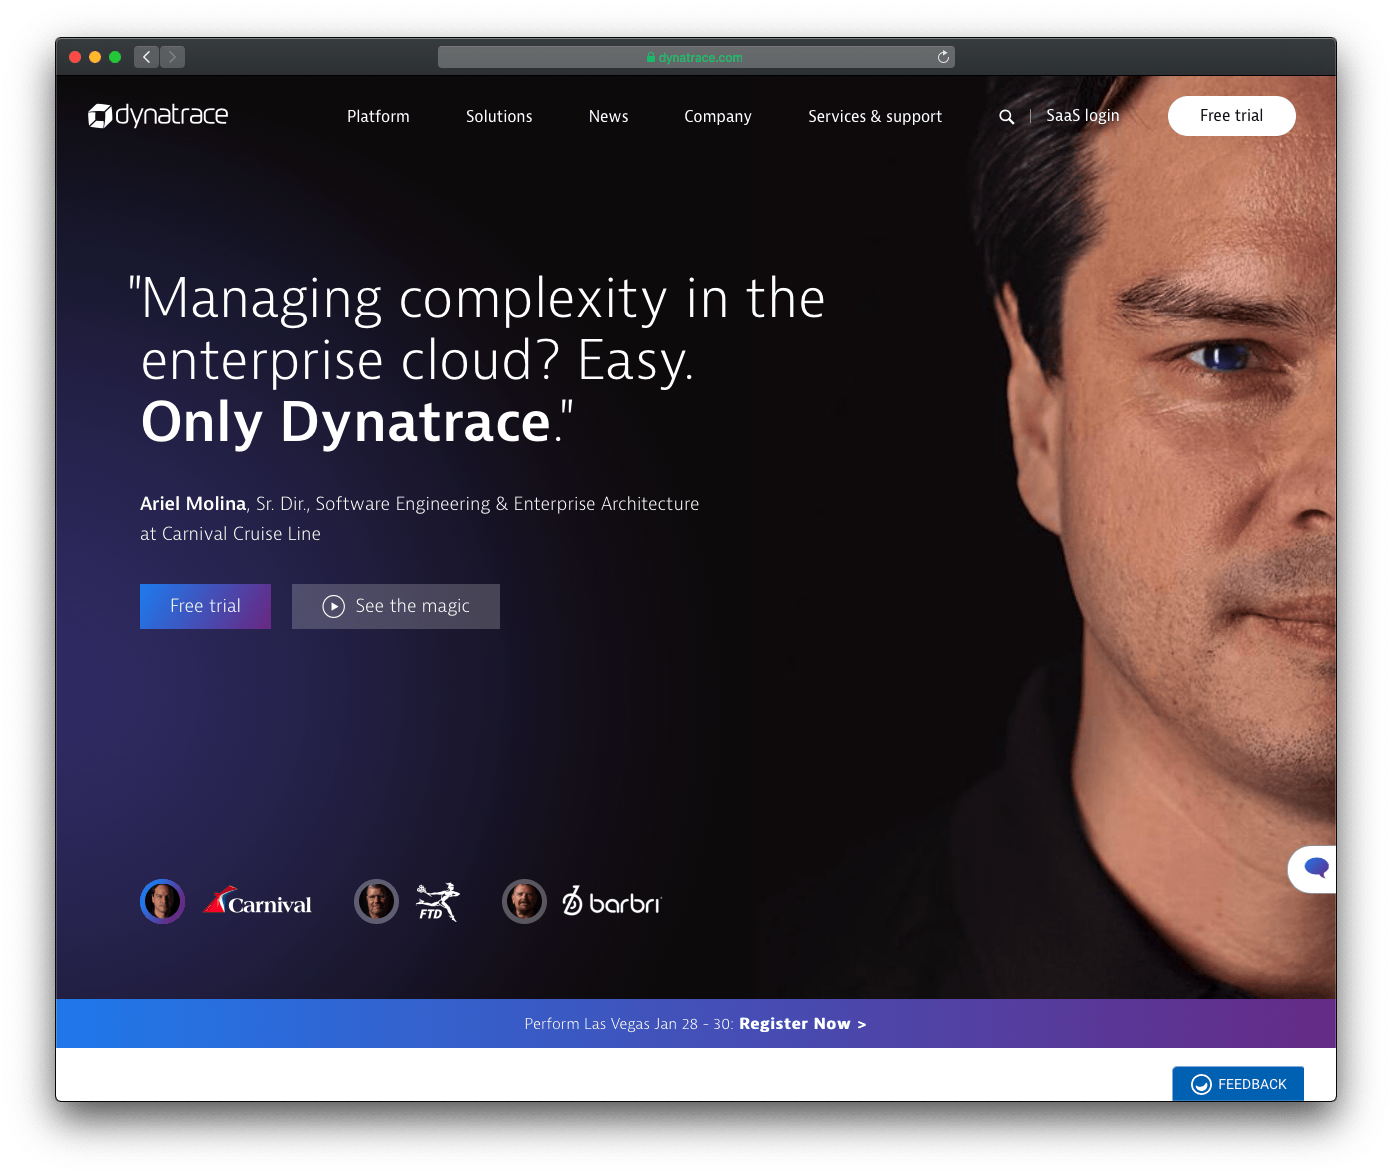 dynatrace.com
dynatrace
Platform
Solutions
News
Company
Services & support
SaaS login
Free trial
"Managing complexity in the
enterprise cloud? Easy.
Only Dynatrace."
Ariel Molina, Sr. Dir., Software Engineering & Enterprise Architecture
at Carnival Cruise Line
Free trial
See the magic
Carnival
FTD
barbri
Perform Las Vegas Jan 28 - 30: Register Now >
FEEDBACK